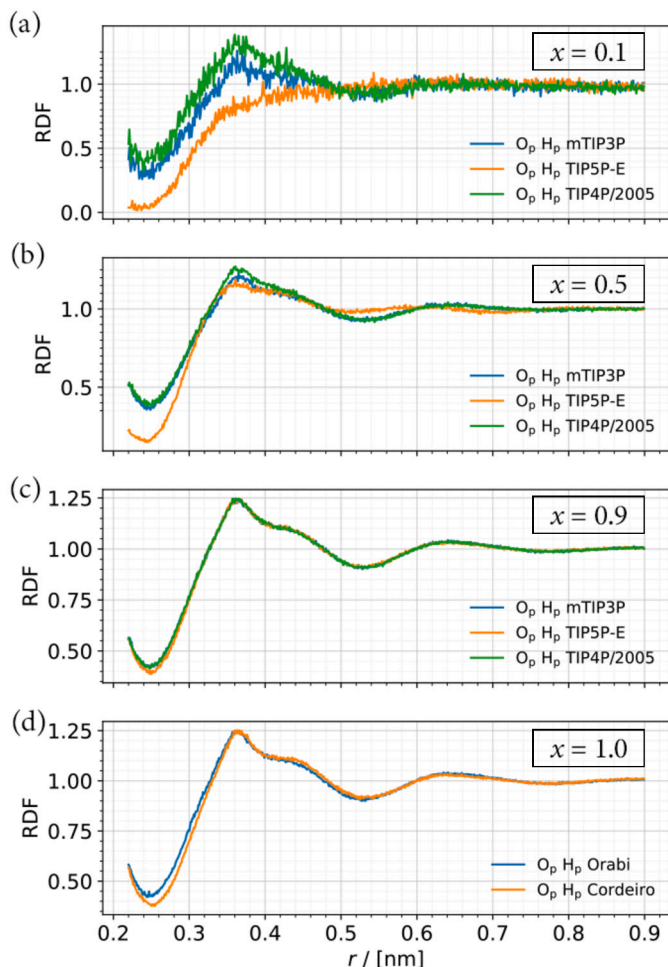 (a)
x = 0.1
RDF
1.0
0.5
0.0
Op Hp mTIP3P
Op Hp TIP5P-E
Op Hp TIP4P/2005
(b)
x = 0.5
RDF
1.0
0.5
Op Hp mTIP3P
Op Hp TIP5P-E
Op Hp TIP4P/2005
(c)
x = 0.9
RDF
1.25
1.00
0.75
0.50
Op Hp mTIP3P
Op Hp TIP5P-E
Op Hp TIP4P/2005
(d)
x = 1.0
RDF
1.25
1.00
0.75
0.50
Op Hp Orabi
Op Hp Cordeiro
0.2 0.3 0.4 0.5 0.6 0.7 0.8 0.9
r / [nm]